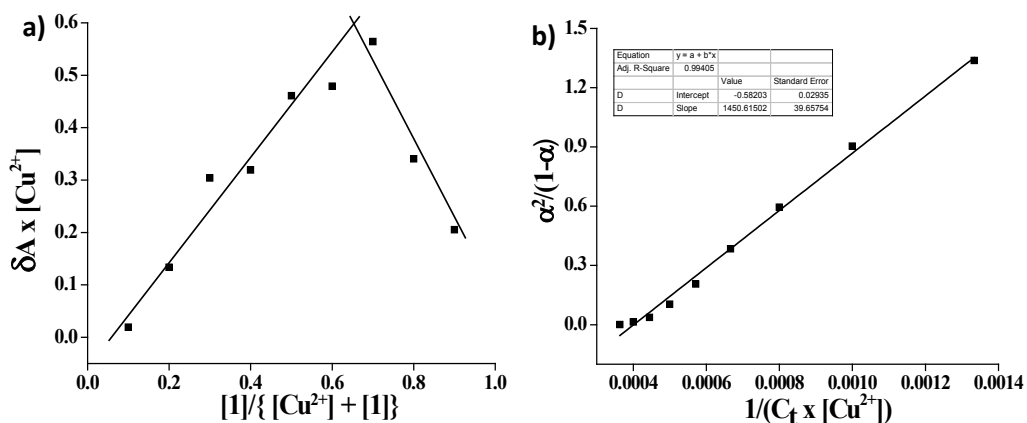 a)
0.6
0.5
0.4
0.3
0.2
0.1
0.0
δA x [Cu²⁺]
0.0 0.2 0.4 0.6 0.8 1.0
[1]/{ [Cu²⁺] + [1]}
b)
Equation y = a + b*x
Adj. R-Square 0.99405
Value Standard Error
D Intercept -0.58203 0.02935
D Slope 1450.61502 39.65754
1.5
1.2
0.9
0.6
0.3
0.0
α²/(1-α)
0.0004 0.0006 0.0008 0.0010 0.0012 0.0014
1/(Cₜ x [Cu²⁺])